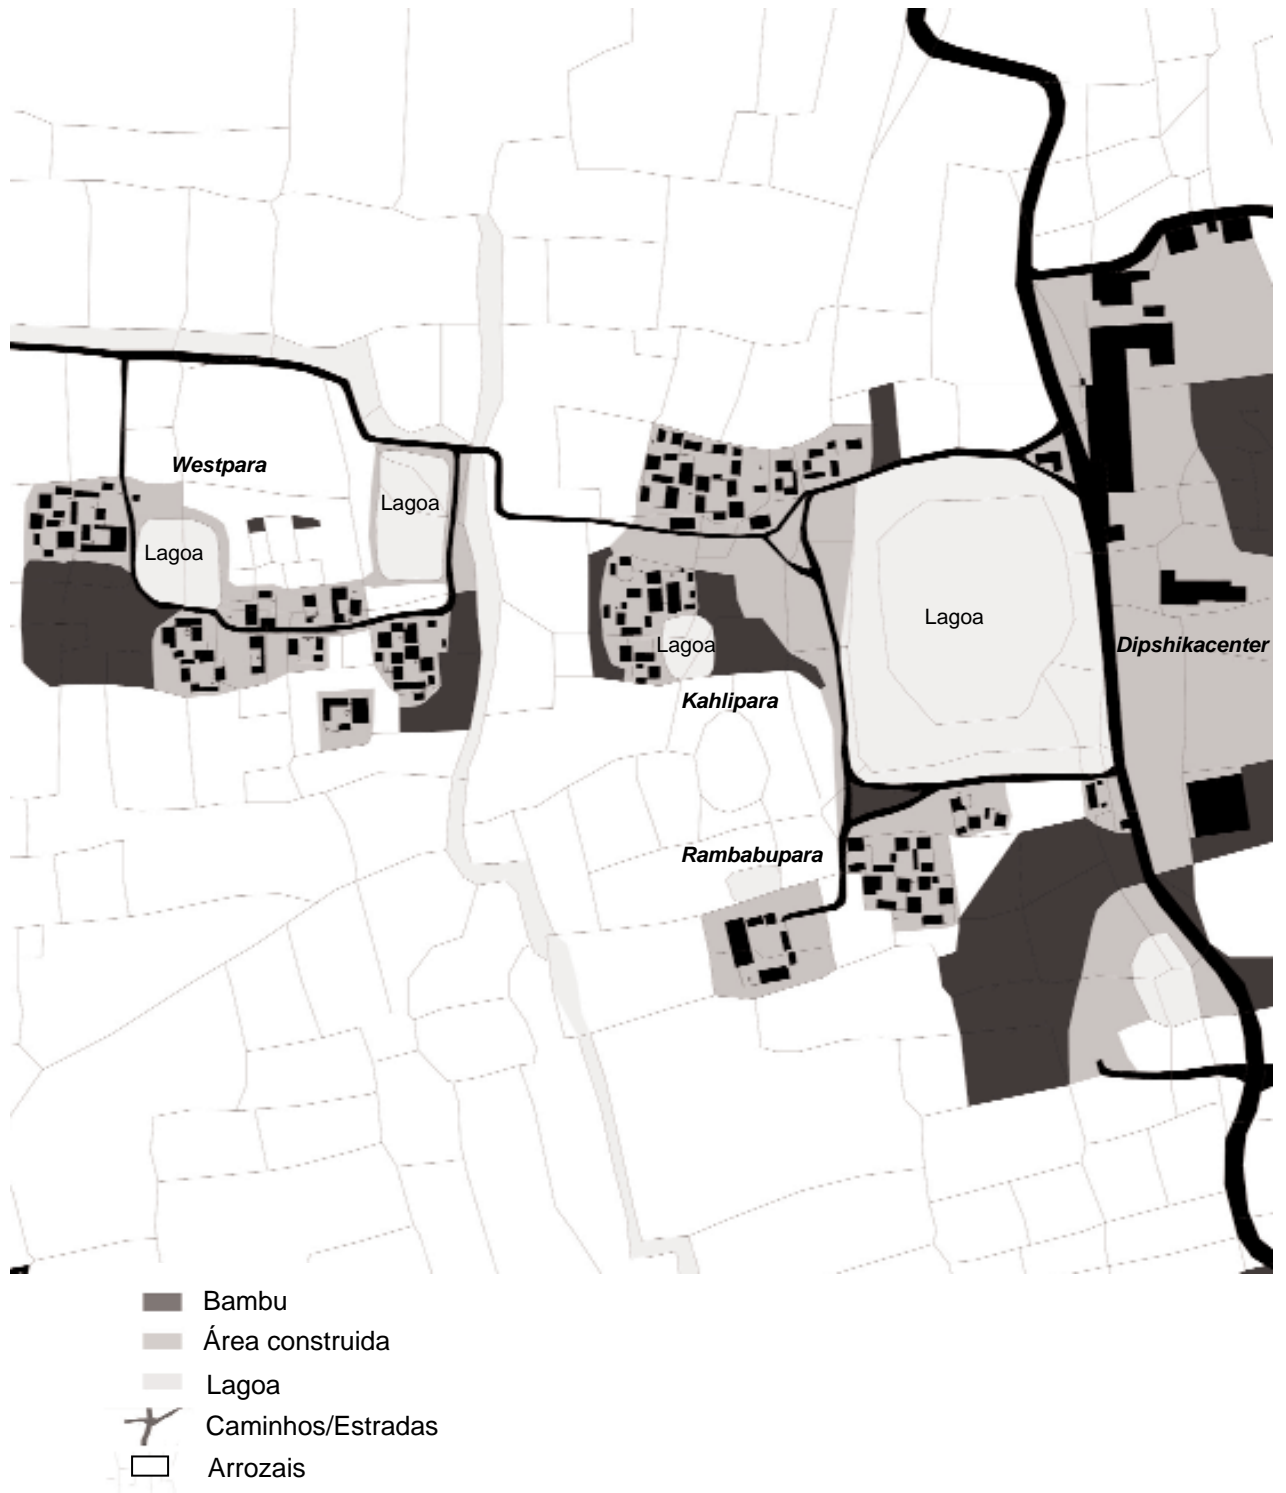 Westpara
Lagoa
Lagoa
Lagoa
Lagoa
Dipshikacenter
Kahlipara
Rambabupara
Bambu
Área construida
Lagoa
Caminhos/Estradas
Arrozais